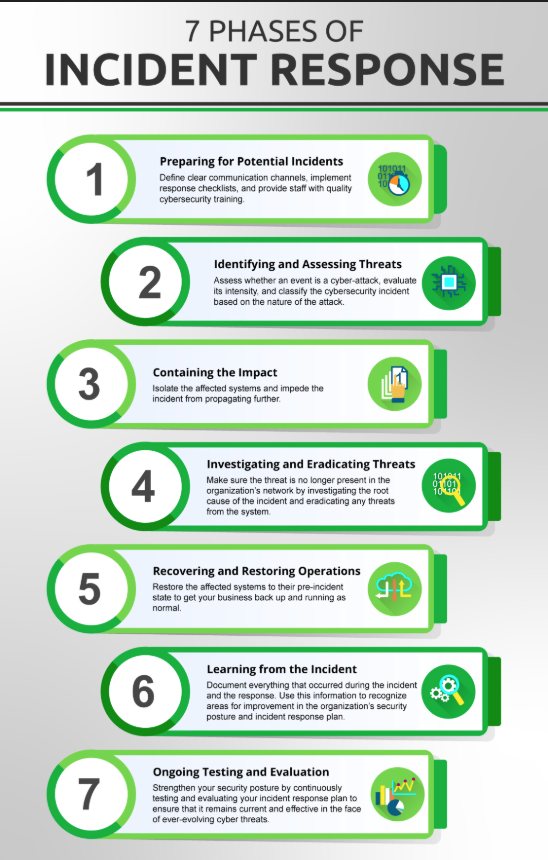 7 PHASES OF
INCIDENT RESPONSE
1
Preparing for Potential Incidents
Define clear communication channels, implement
response checklists, and provide staff with quality
cybersecurity training.
2
Identifying and Assessing Threats
Assess whether an event is a cyber-attack, evaluate
its intensity, and classify the cybersecurity incident
based on the nature of the attack.
3
Containing the Impact
Isolate the affected systems and impede the
incident from propagating further.
4
Investigating and Eradicating Threats
Make sure the threat is no longer present in the
organization's network by investigating the root
cause of the incident and eradicating any threats
from the system.
5
Recovering and Restoring Operations
Restore the affected systems to their pre-incident
state to get your business back up and running as
normal.
6
Learning from the Incident
Document everything that occurred during the incident
and the response. Use this information to recognize
areas for improvement in the organization's security
posture and incident response plan.
7
Ongoing Testing and Evaluation
Strengthen your security posture by continuously
testing and evaluating your incident response plan to
ensure that it remains current and effective in the face
of ever-evolving cyber threats.